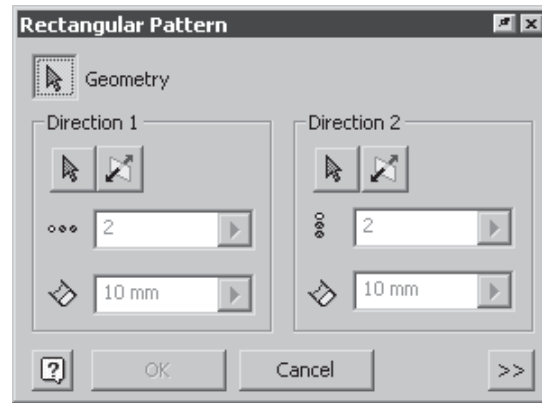 Rectangular Pattern
Geometry
Direction 1
Direction 2
2
2
10 mm
10 mm
OK
Cancel
>>